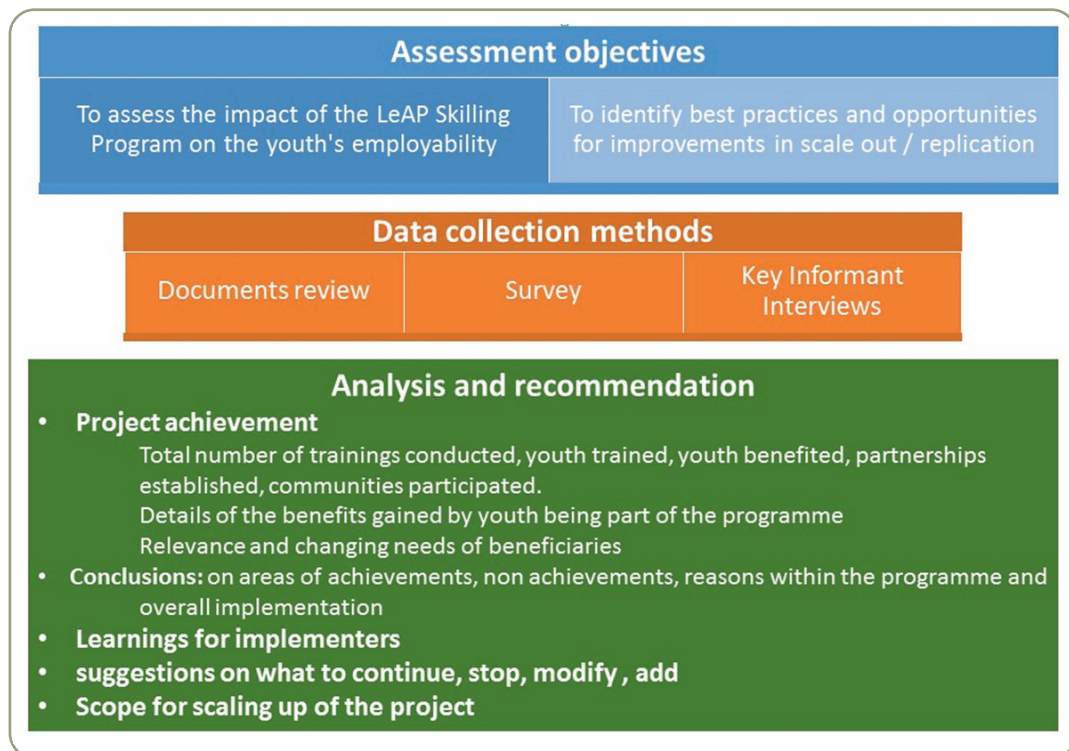 Assessment objectives
To assess the impact of the LeAP Skilling
Program on the youth's employability
To identify best practices and opportunities
for improvements in scale out / replication
Data collection methods
Documents review
Survey
Key Informant
Interviews
Analysis and recommendation
• Project achievement
Total number of trainings conducted, youth trained, youth benefited, partnerships
established, communities participated.
Details of the benefits gained by youth being part of the programme
Relevance and changing needs of beneficiaries
• Conclusions: on areas of achievements, non achievements, reasons within the programme and
overall implementation
• Learnings for implementers
• suggestions on what to continue, stop, modify , add
• Scope for scaling up of the project